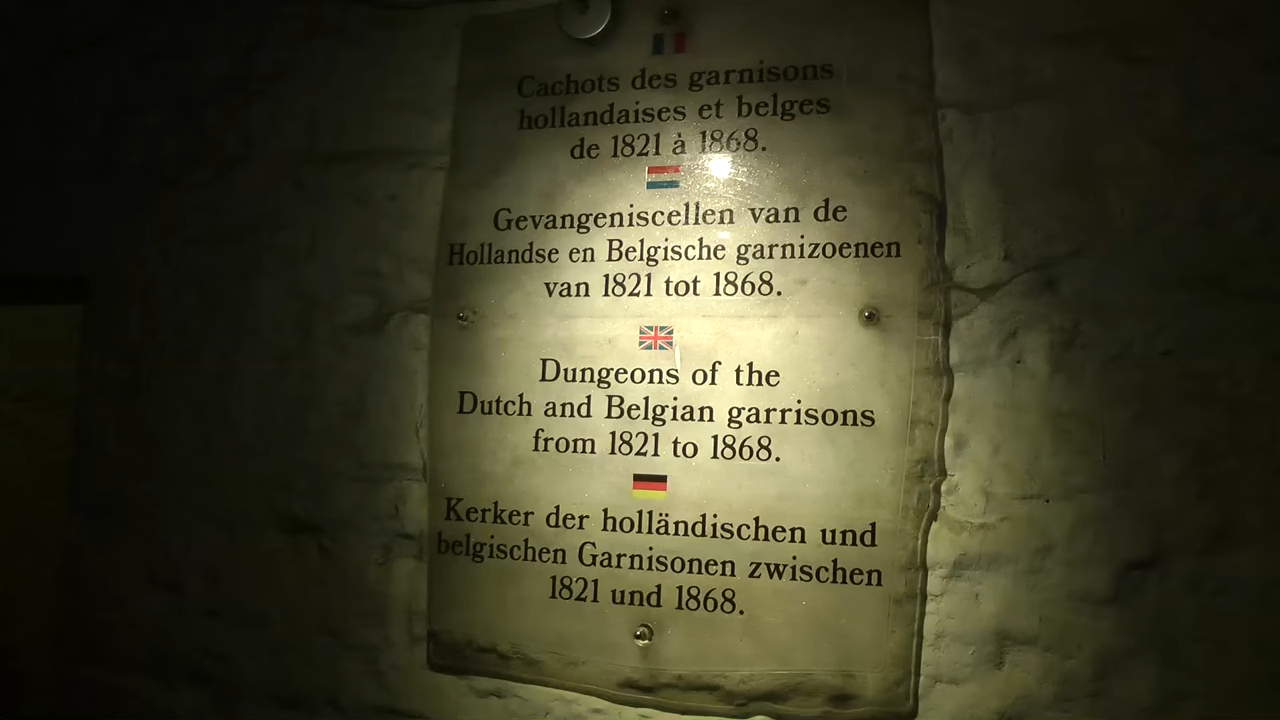 Cachots des garnisons
hollandaises et belges
de 1821 à 1868.
Gevangeniscellen van de
Hollandse en Belgische garnizoenen
van 1821 tot 1868.
Dungeons of the
Dutch and Belgian garrisons
from 1821 to 1868.
Kerker der holländischen und
belgischen Garnisonen zwischen
1821 und 1868.